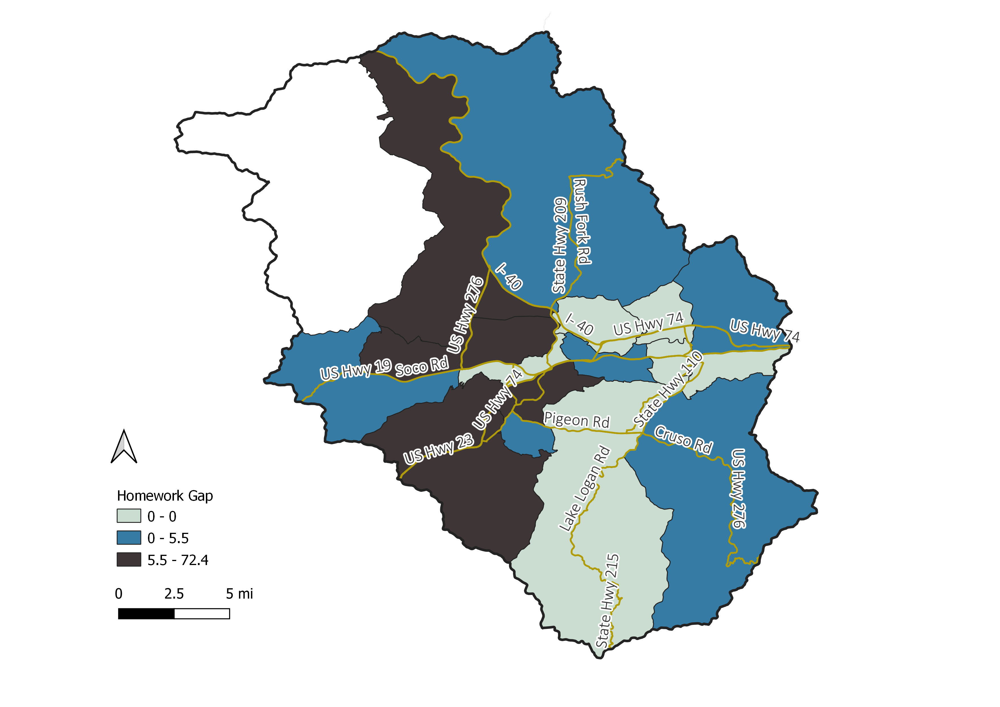 Rush Fork Rd
State Hwy 209
I- 40
US Hwy 276
I- 40
US Hwy 74
US Hwy 74
US Hwy 19
Soco Rd
State Hwy 110
US Hwy 74
Pigeon Rd
Cruso Rd
US Hwy 23
US Hwy 276
Lake Logan Rd
State Hwy 215
Homework Gap
0 - 0
0 - 5.5
5.5 - 72.4
0 2.5 5 mi